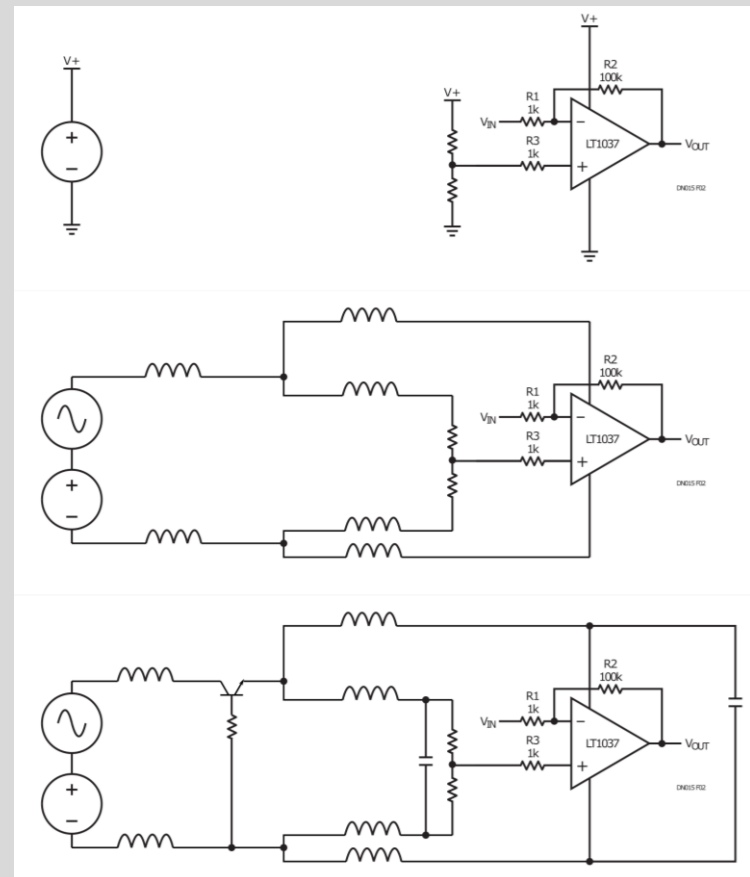 V+
V+
V+
R2
100k
R1
1k
VIN
−
R3
1k
LT1037
+
VOUT
DN015 F02
+
−
R2
100k
R1
1k
VIN
−
R3
1k
LT1037
+
VOUT
DN015 F02
+
−
R2
100k
R1
1k
VIN
−
R3
1k
LT1037
+
VOUT
DN015 F02
+
−